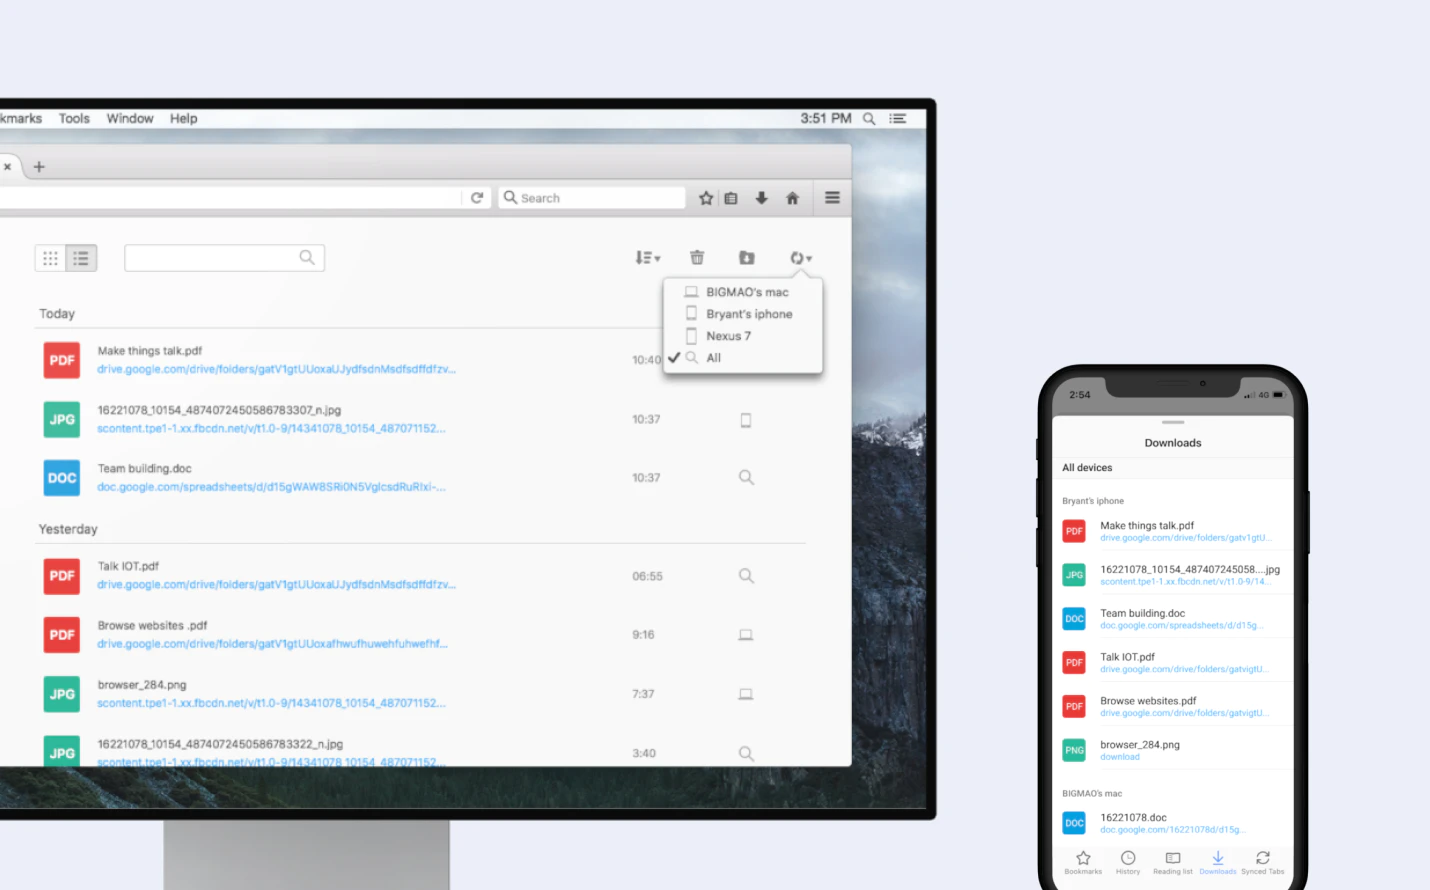 kmarks Tools Window Help 3:51 PM
Search
BIGMAO's mac
Bryant's iphone
Nexus 7
All
Today
PDF
Make things talk.pdf
10:40
drive.google.com/drive/folders/gatV1gtUUoxaUJydfsdnMsdfsdffdfzv...
JPG
16221078_10154_4874072450586783307_n.jpg
10:37
scontent.tpe1-1.xx.fbcdn.net/v/t1.0-9/14341078_10154_487071152...
DOC
Team building.doc
10:37
doc.google.com/spreadsheets/d/d15gWAW8SRi0N5VglcsdRuRIxi-...
Yesterday
PDF
Talk IOT.pdf
06:55
drive.google.com/drive/folders/gatV1gtUUoxaUJydfsdnMsdfsdffdfzv...
PDF
Browse websites .pdf
9:16
drive.google.com/drive/folders/gatV1gtUUoxafhwufhuwehfuhwefhf...
JPG
browser_284.png
7:37
scontent.tpe1-1.xx.fbcdn.net/v/t1.0-9/14341078_10154_487071152...
JPG
16221078_10154_4874072450586783322_n.jpg
3:40
scontent.tpe1-1.xx.fbcdn.net/v/t1.0-9/14341078_10154_487071152...
2:54 4G
Downloads
All devices
Bryant's iphone
PDF
Make things talk.pdf
drive.google.com/drive/folders/gatv1gtU...
JPG
16221078_10154_487407245058....jpg
scontent.tpe1-1.xx.fbcdn.net/v/t1.0-9/14...
DOC
Team building.doc
doc.google.com/spreadsheets/d/d15g...
PDF
Talk IOT.pdf
drive.google.com/drive/folders/gatvigtU...
PDF
Browse websites.pdf
drive.google.com/drive/folders/gatvigtU...
PNG
browser_284.png
download
BIGMAO's mac
DOC
16221078.doc
doc.google.com/16221078d/d15g...
Bookmarks History Reading list Downloads Synced Tabs